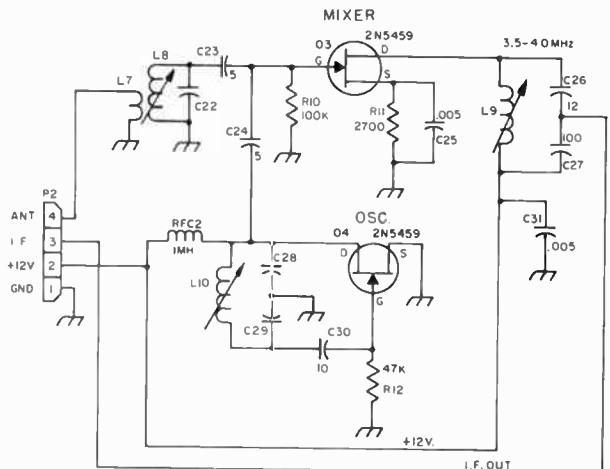 MIXER
2N5459
3.5-4.0MHz
L7
L8
C22
C23
5
Q3
G
D
S
R10
100K
R11
2700
.005
C25
L9
C26
12
100
C27
C24
5
P2
ANT 4
I.F. 3
+12V 2
GND 1
RFC2
1MH
OSC.
Q4 2N5459
D
S
G
C31
.005
L10
C28
C29
C30
10
47K
R12
+12V.
I.F. OUT